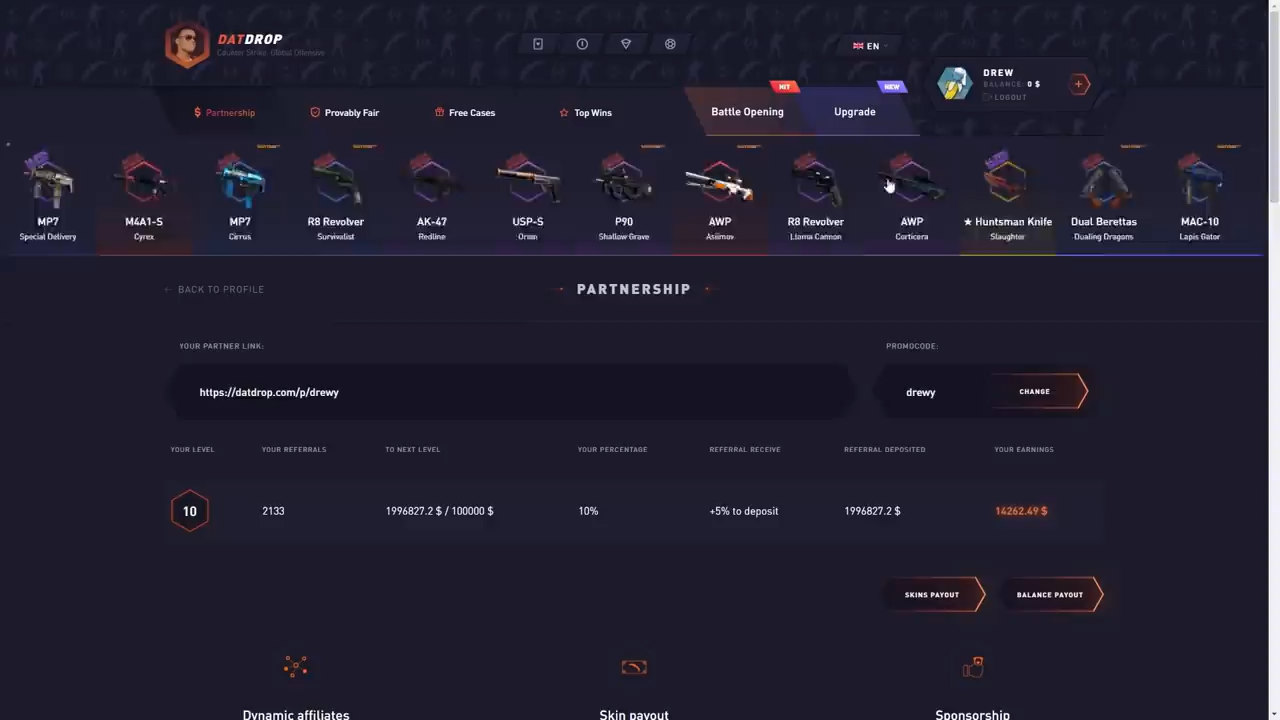 DATDROP
Counter Strike: Global Offensive
EN
DREW
BALANCE: 0 $
LOGOUT
HIT
NEW
Partnership
Provably Fair
Free Cases
Top Wins
Battle Opening
Upgrade
MP7
Special Delivery
M4A1-S
Cyrex
MP7
Cirrus
R8 Revolver
Survivalist
AK-47
Redline
USP-S
Orion
P90
Shallow Grave
AWP
Asiimov
R8 Revolver
Llama Cannon
AWP
Corticera
★ Huntsman Knife
Slaughter
Dual Berettas
Dualing Dragons
MAC-10
Lapis Gator
← BACK TO PROFILE
PARTNERSHIP
YOUR PARTNER LINK:
PROMOCODE:
https://datdrop.com/p/drewy
drewy
CHANGE
YOUR LEVEL
YOUR REFERRALS
TO NEXT LEVEL
YOUR PERCENTAGE
REFERRAL RECEIVE
REFERRAL DEPOSITED
YOUR EARNINGS
10
2133
1996827.2 $ / 100000 $
10%
+5% to deposit
1996827.2 $
14262.49 $
SKINS PAYOUT
BALANCE PAYOUT
Dynamic affiliates
Skin payout
Sponsorship